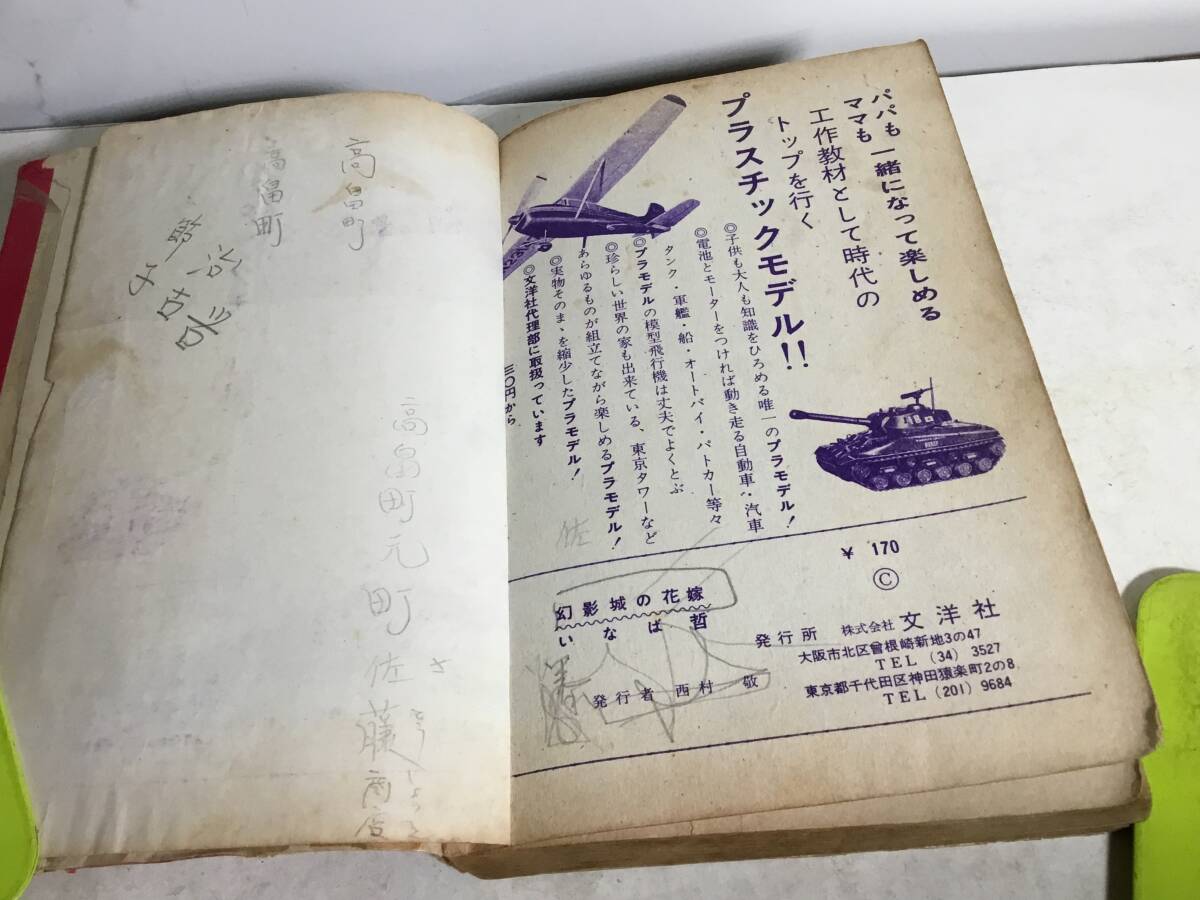 パパも
ママも
一緒になって楽しめる
工作教材として時代の
トップを行く
プラスチックモデル!!
◎子供も大人も知識をひろめる唯一のプラモデル!
◎電池とモーターをつければ動き走る自動車・汽車
タンク・軍艦・船・オートバイ・パトカー等々
◎プラモデルの模型飛行機は丈夫でよくとぶ
◎珍らしい世界の家も出来ている、東京タワーなど
あらゆるものが組立てながら楽しめるプラモデル!
◎実物そのまゝを縮少したプラモデル!
◎文洋社代理部に取扱っています
三〇円から
佐
¥ 170
©
幻影城の花嫁
いなば哲
発行者 西村 敬
発行所 株式会社 文洋社
大阪市北区曾根崎新地3の47
TEL (34) 3527
東京都千代田区神田猿楽町2の8
TEL (201) 9684
高畠町
高畠町
高畠町元町佐藤商店